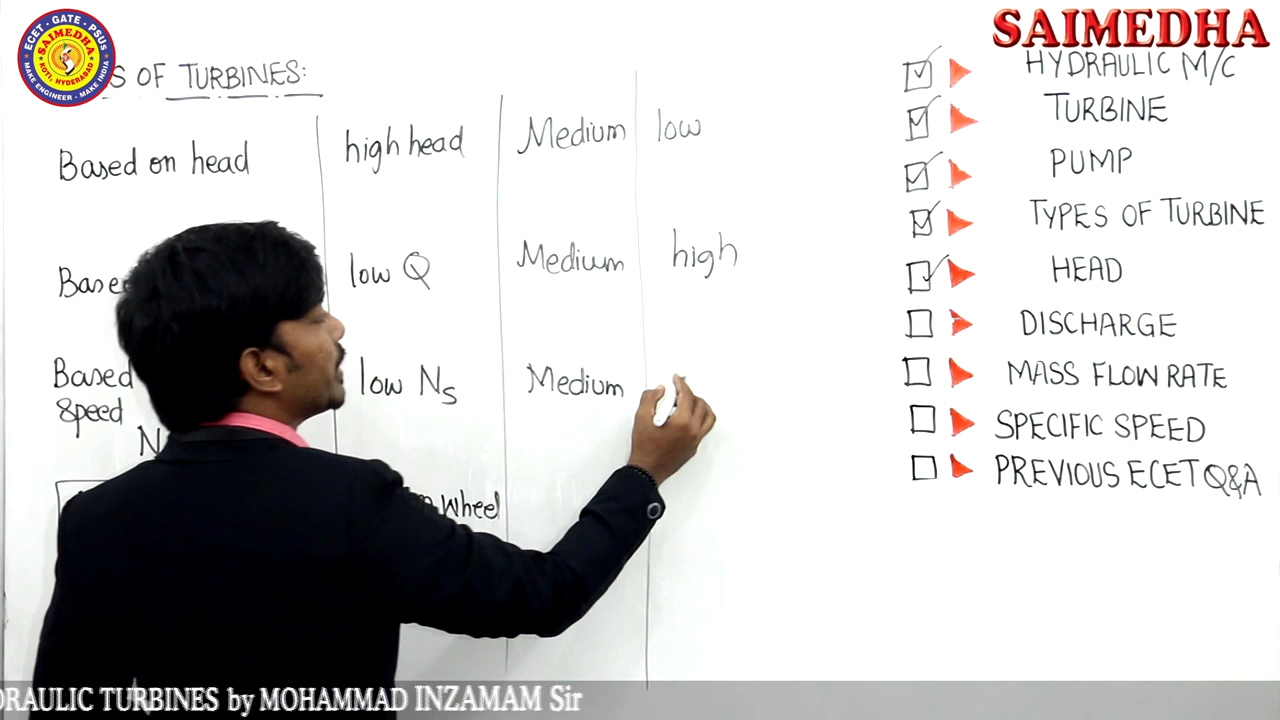 ECET · GATE · PSUS
SAIMEDHA
KOTI, HYDERABAD
MAKE ENGINEER - MAKE INDIA
SAIMEDHA
S OF TURBINES:
Based on head high head Medium low
Base low Q Medium high
Based low Ns Medium
Speed
N
Wheel
HYDRAULIC M/C
TURBINE
PUMP
TYPES OF TURBINE
HEAD
DISCHARGE
MASS FLOW RATE
SPECIFIC SPEED
PREVIOUS ECET Q&A
DRAULIC TURBINES by MOHAMMAD INZAMAM Sir